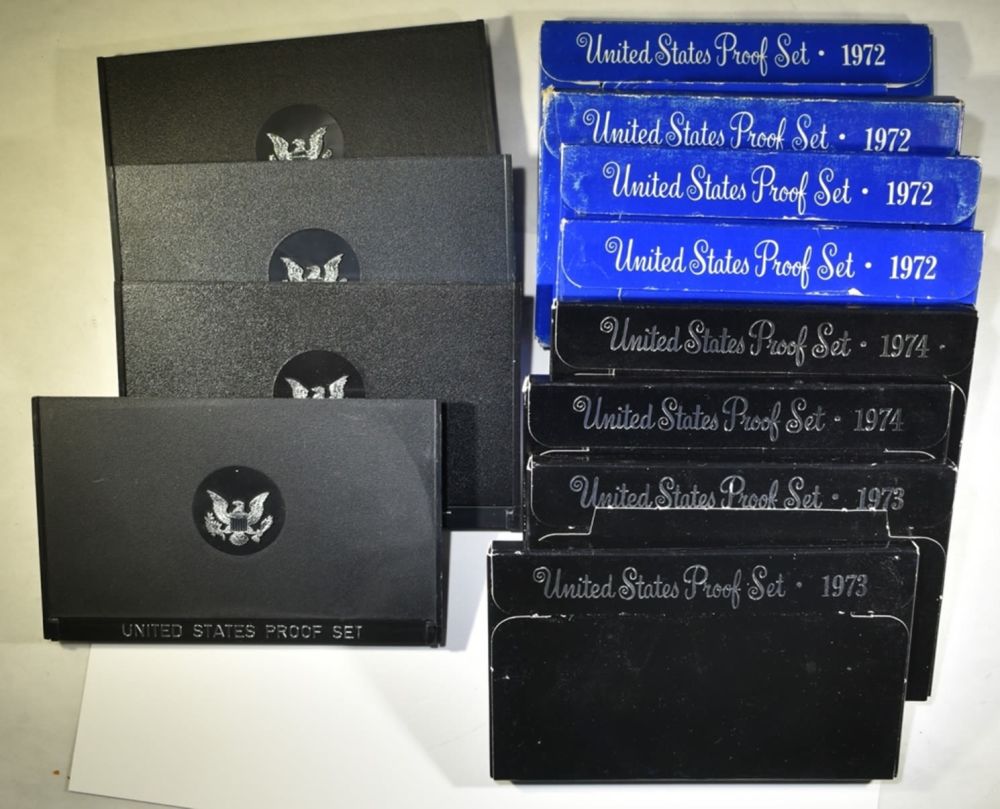 UNITED STATES PROOF SET
United States Proof Set · 1972
United States Proof Set · 1972
United States Proof Set · 1972
United States Proof Set · 1972
United States Proof Set · 1974 ·
United States Proof Set · 1974
United States Proof Set · 1973
United States Proof Set · 1973